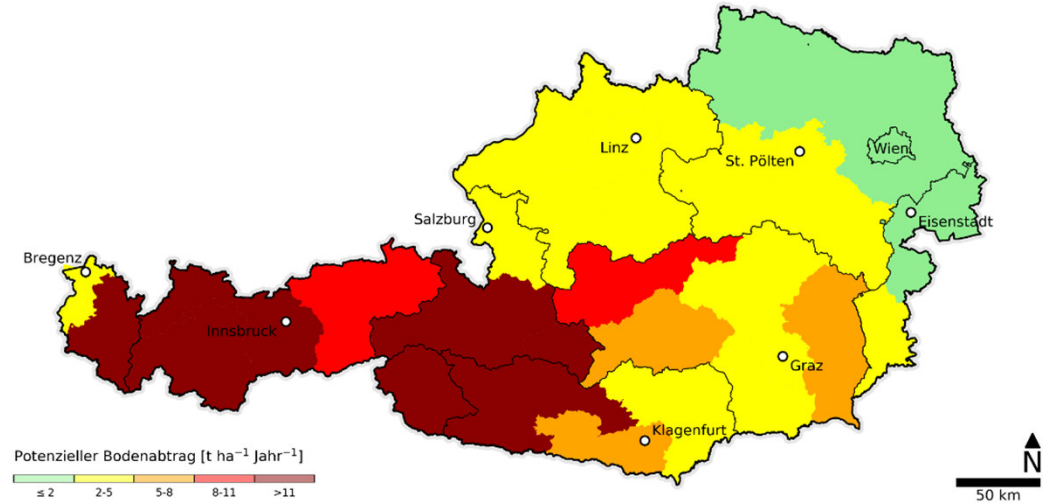 Linz
St. Pölten
Wien
Salzburg
Eisenstadt
Bregenz
Innsbruck
Graz
Klagenfurt
Potenzieller Bodenabtrag [t ha⁻¹ Jahr⁻¹]
≤ 2 2-5 5-8 8-11 >11
N
50 km